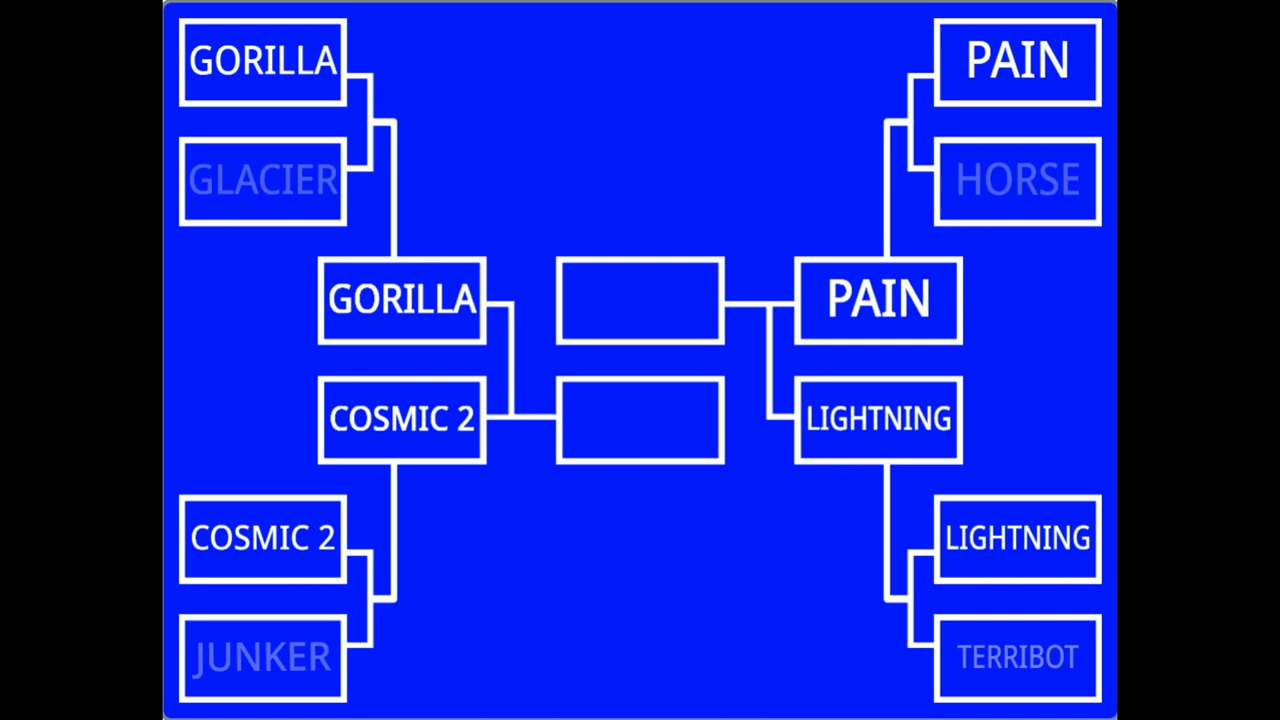 GORILLA
PAIN
GLACIER
HORSE
GORILLA
PAIN
COSMIC 2
LIGHTNING
COSMIC 2
LIGHTNING
JUNKER
TERRIBOT